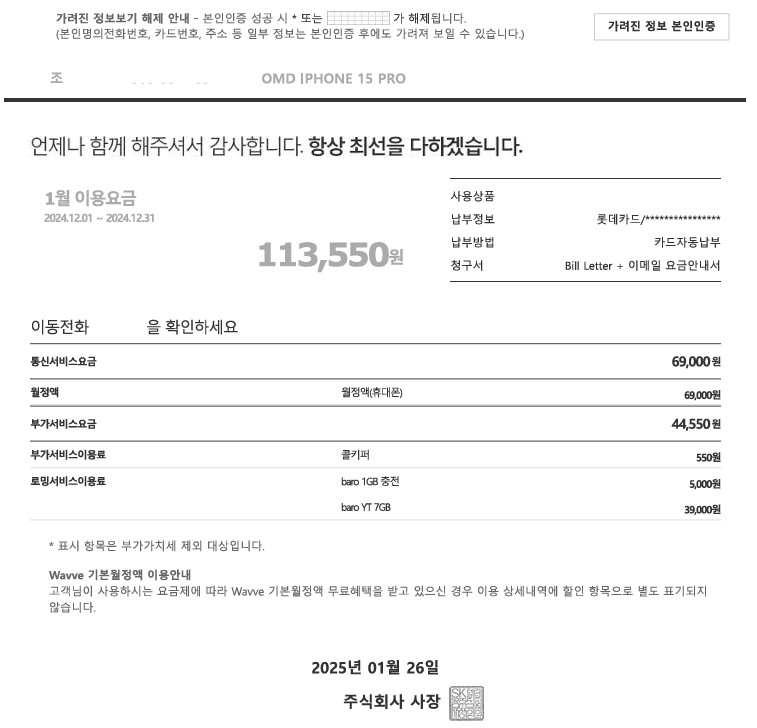 가려진 정보보기 해제 안내 - 본인인증 성공 시 * 또는 가 해제됩니다.
(본인명의전화번호, 카드번호, 주소 등 일부 정보는 본인인증 후에도 가려져 보일 수 있습니다.)
가려진 정보 본인인증
조 OMD IPHONE 15 PRO
언제나 함께 해주셔서 감사합니다. 항상 최선을 다하겠습니다.
1월 이용요금
2024.12.01 ~ 2024.12.31
113,550원
사용상품
납부정보 롯데카드/****************
납부방법 카드자동납부
청구서 Bill Letter + 이메일 요금안내서
이동전화 을 확인하세요
통신서비스요금 69,000원
월정액 월정액(휴대폰) 69,000원
부가서비스요금 44,550원
부가서비스이용료 콜키퍼 550원
로밍서비스이용료 baro 1GB 충전 5,000원
baro YT 7GB 39,000원
* 표시 항목은 부가가치세 제외 대상입니다.
Wavve 기본월정액 이용안내
고객님이 사용하시는 요금제에 따라 Wavve 기본월정액 무료혜택을 받고 있으신 경우 이용 상세내역에 할인 항목으로 별도 표기되지
않습니다.
2025년 01월 26일
주식회사 사장